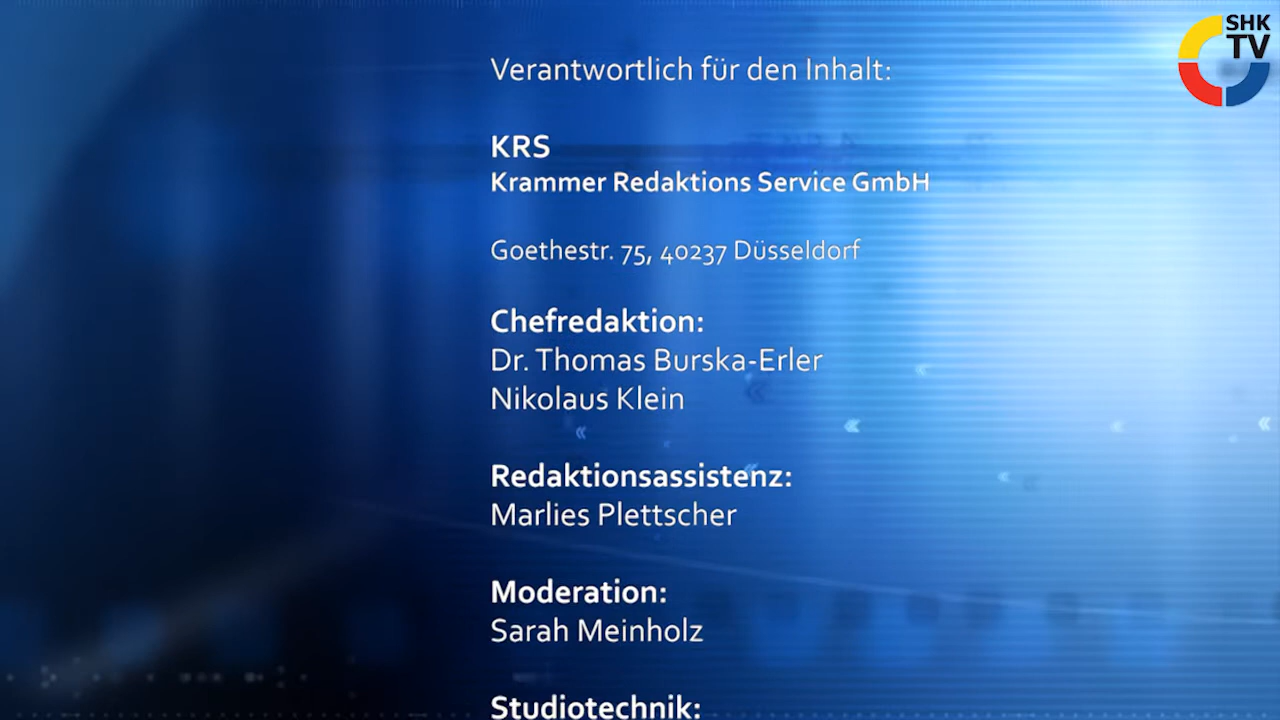 SHK
TV
Verantwortlich für den Inhalt:
KRS
Krammer Redaktions Service GmbH
Goethestr. 75, 40237 Düsseldorf
Chefredaktion:
Dr. Thomas Burska-Erler
Nikolaus Klein
Redaktionsassistenz:
Marlies Plettscher
Moderation:
Sarah Meinholz
Studiotechnik: